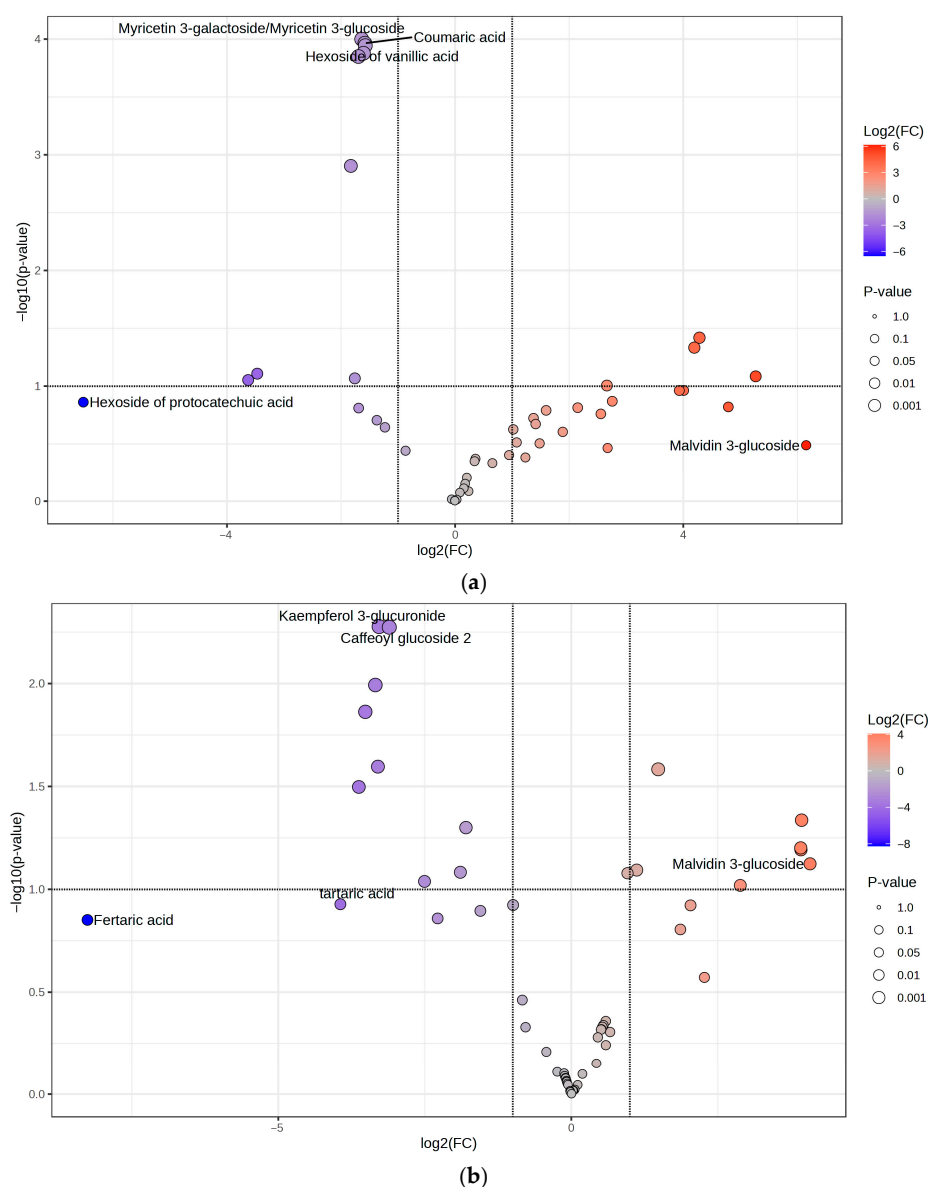 Myricetin 3-galactoside/Myricetin 3-glucoside
Coumaric acid
Hexoside of vanillic acid
Hexoside of protocatechuic acid
Malvidin 3-glucoside
−log10(p-value)
4
3
2
1
0
−4
0
4
log2(FC)
Log2(FC)
6
3
0
−3
−6
P-value
1.0
0.1
0.05
0.01
0.001
(a)
Kaempferol 3-glucuronide
Caffeoyl glucoside 2
Malvidin 3-glucoside
tartaric acid
Fertaric acid
−log10(p-value)
2.0
1.5
1.0
0.5
0.0
−5
0
log2(FC)
Log2(FC)
4
0
−4
−8
P-value
1.0
0.1
0.05
0.01
0.001
(b)